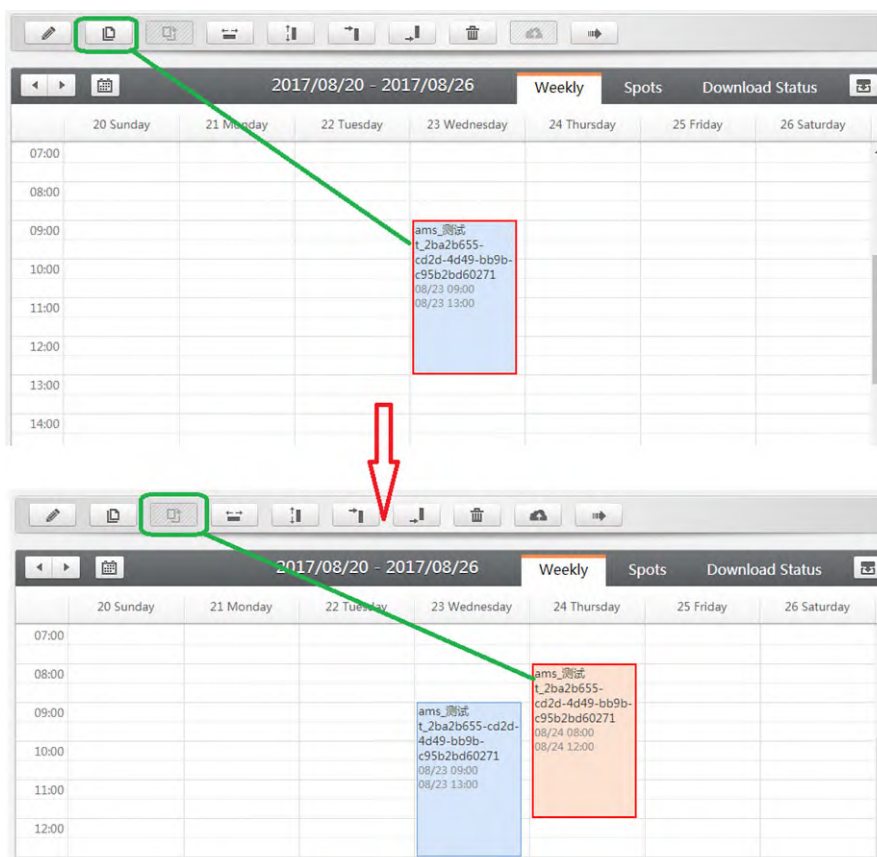 2017/08/20 - 2017/08/26
Weekly
Spots
Download Status
20 Sunday
21 Monday
22 Tuesday
23 Wednesday
24 Thursday
25 Friday
26 Saturday
07:00
08:00
09:00
10:00
11:00
12:00
13:00
14:00
ams_测试
t_2ba2b655-
cd2d-4d49-bb9b-
c95b2bd60271
08/23 09:00
08/23 13:00
2017/08/20 - 2017/08/26
Weekly
Spots
Download Status
20 Sunday
21 Monday
22 Tuesday
23 Wednesday
24 Thursday
25 Friday
26 Saturday
07:00
08:00
09:00
10:00
11:00
12:00
ams_测试
t_2ba2b655-cd2d-
4d49-bb9b-
c95b2bd60271
08/23 09:00
08/23 13:00
ams_测试
t_2ba2b655-
cd2d-4d49-bb9b-
c95b2bd60271
08/24 08:00
08/24 12:00